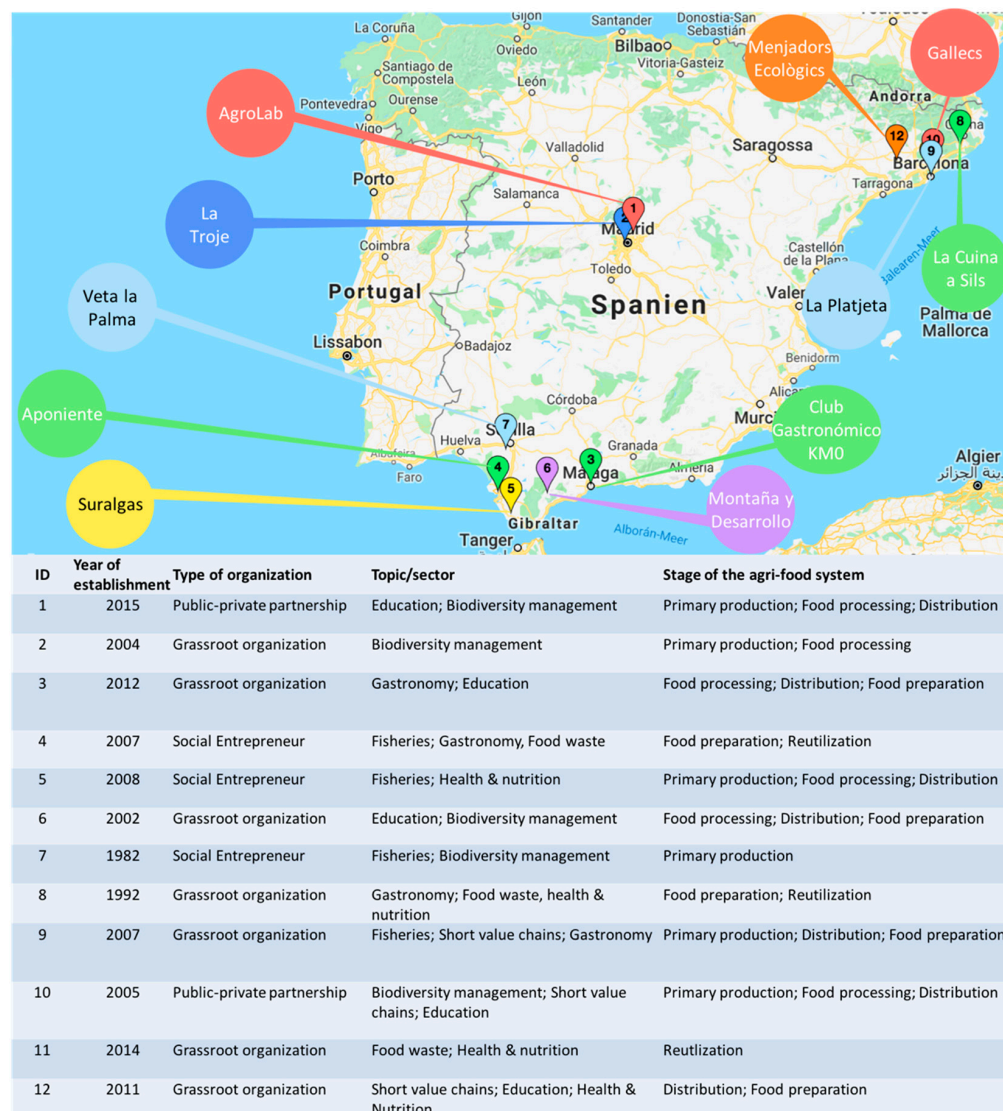 La Coruña
Gijón
Santander
Donostia-San
Sebastián
Oviedo
Bilbao
Vitoria-Gasteiz
Menjadors
Ecològics
Gallecs
Santiago de
Compostela
León
Andorra
Pontevedra
Ourense
Vigo
AgroLab
8
12
10
9
Valladolid
Saragossa
Barcelona
Porto
Salamanca
Tarragona
1
2
La
Troje
Madrid
Coimbra
Toledo
Castellón
de la Plana
Balearen-Meer
La Cuina
a Sils
Veta la
Palma
Portugal
Spanien
La Platjeta
Palma de
Mallorca
Lissabon
Badajoz
Benidorm
Aponiente
Córdoba
Club
Gastronómico
KM0
7
Huelva
Granada
Albufeira
Faro
4
6
3
Málaga
Almería
Algier
مدينة الجزائر
Suralgas
5
Montaña y
Desarrollo
Gibraltar
Alborán-Meer
Tanger
ID Year of establishment Type of organization Topic/sector Stage of the agri-food system
1 2015 Public-private partnership Education; Biodiversity management Primary production; Food processing; Distribution
2 2004 Grassroot organization Biodiversity management Primary production; Food processing
3 2012 Grassroot organization Gastronomy; Education Food processing; Distribution; Food preparation
4 2007 Social Entrepreneur Fisheries; Gastronomy, Food waste Food preparation; Reutilization
5 2008 Social Entrepreneur Fisheries; Health & nutrition Primary production; Food processing; Distribution
6 2002 Grassroot organization Education; Biodiversity management Food processing; Distribution; Food preparation
7 1982 Social Entrepreneur Fisheries; Biodiversity management Primary production
8 1992 Grassroot organization Gastronomy; Food waste, health & Food preparation; Reutilization
nutrition
9 2007 Grassroot organization Fisheries; Short value chains; Gastronomy Primary production; Distribution; Food preparation
10 2005 Public-private partnership Biodiversity management; Short value Primary production; Food processing; Distribution
chains; Education
11 2014 Grassroot organization Food waste; Health & nutrition Reutlization
12 2011 Grassroot organization Short value chains; Education; Health & Distribution; Food preparation
Nutrition